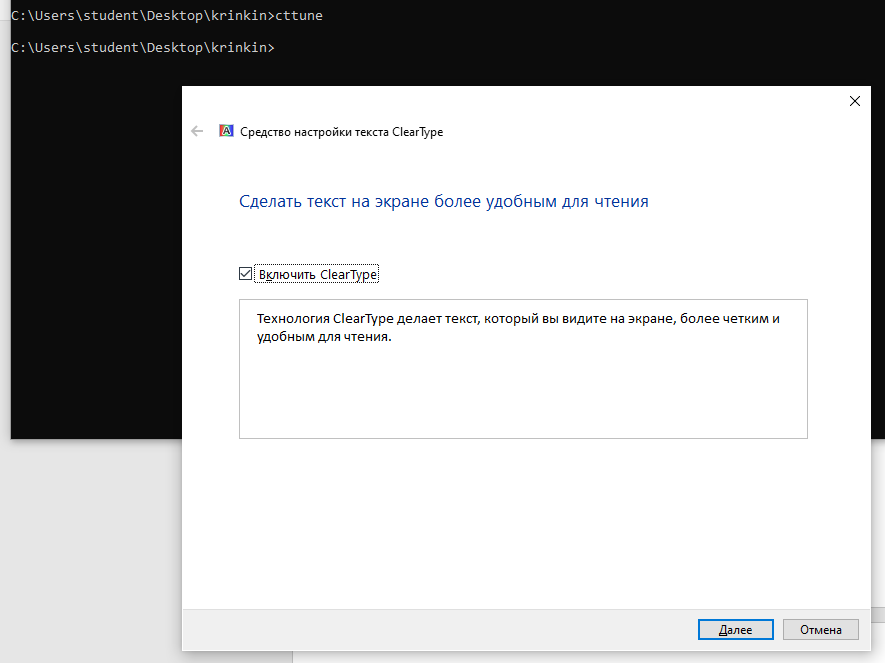 C:\Users\student\Desktop\krinkin>cttune
C:\Users\student\Desktop\krinkin>
Средство настройки текста ClearType
Сделать текст на экране более удобным для чтения
Включить ClearType
Технология ClearType делает текст, который вы видите на экране, более четким и
удобным для чтения.
Далее
Отмена